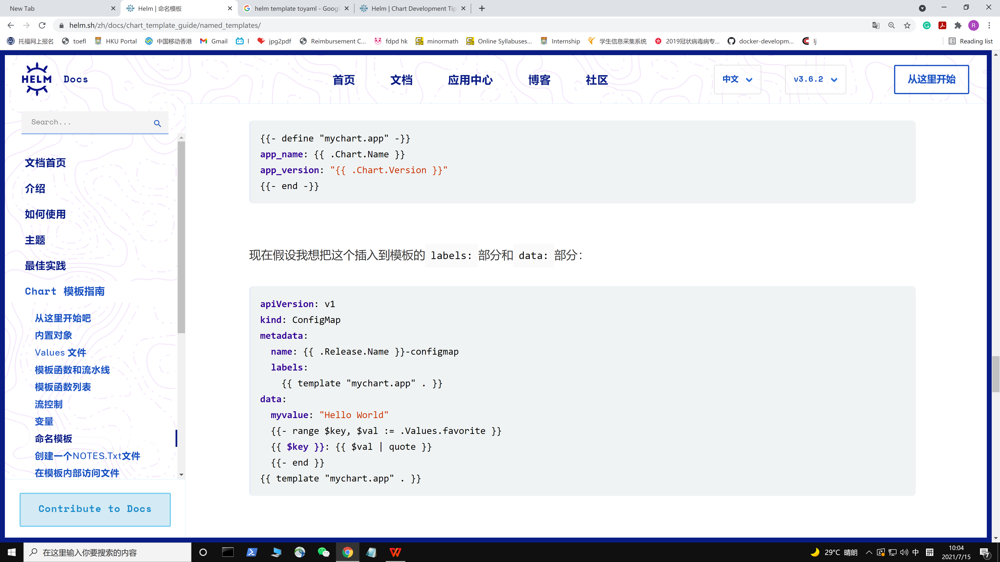 New Tab
Helm | 命名模板
helm template toyaml - Goog
Helm | Chart Development Tip
helm.sh/zh/docs/chart_template_guide/named_templates/
R
托福网上报名
toefl
HKU Portal
中国移动香港
Gmail
l
jpg2pdf
Reimbursement C...
fdpd hk
minormath
Online Syllabuses...
Internship
学生信息采集系统
2019冠状病毒病专...
docker-developm...
lj
Reading list
HELM Docs
首页
文档
应用中心
博客
社区
中文
v3.6.2
从这里开始
Search...
文档首页
介绍
如何使用
主题
最佳实践
Chart 模板指南
从这里开始吧
内置对象
Values 文件
模板函数和流水线
模板函数列表
流控制
变量
命名模板
创建一个NOTES.Txt文件
在模板内部访问文件
Contribute to Docs
{{- define "mychart.app" -}}
app_name: {{ .Chart.Name }}
app_version: "{{ .Chart.Version }}"
{{- end -}}
现在假设我想把这个插入到模板的 labels: 部分和 data: 部分：
apiVersion: v1
kind: ConfigMap
metadata:
  name: {{ .Release.Name }}-configmap
  labels:
    {{ template "mychart.app" . }}
data:
  myvalue: "Hello World"
  {{- range $key, $val := .Values.favorite }}
  {{ $key }}: {{ $val | quote }}
  {{- end }}
{{ template "mychart.app" . }}
在这里输入你要搜索的内容
29°C 晴朗
中
拼
10:04
2021/7/15
7